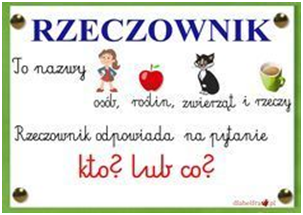 RZECZOWNIK
To nazwy
osób, roślin, zwierząt i rzeczy
Rzeczownik odpowiada na pytanie
kto? lub co?